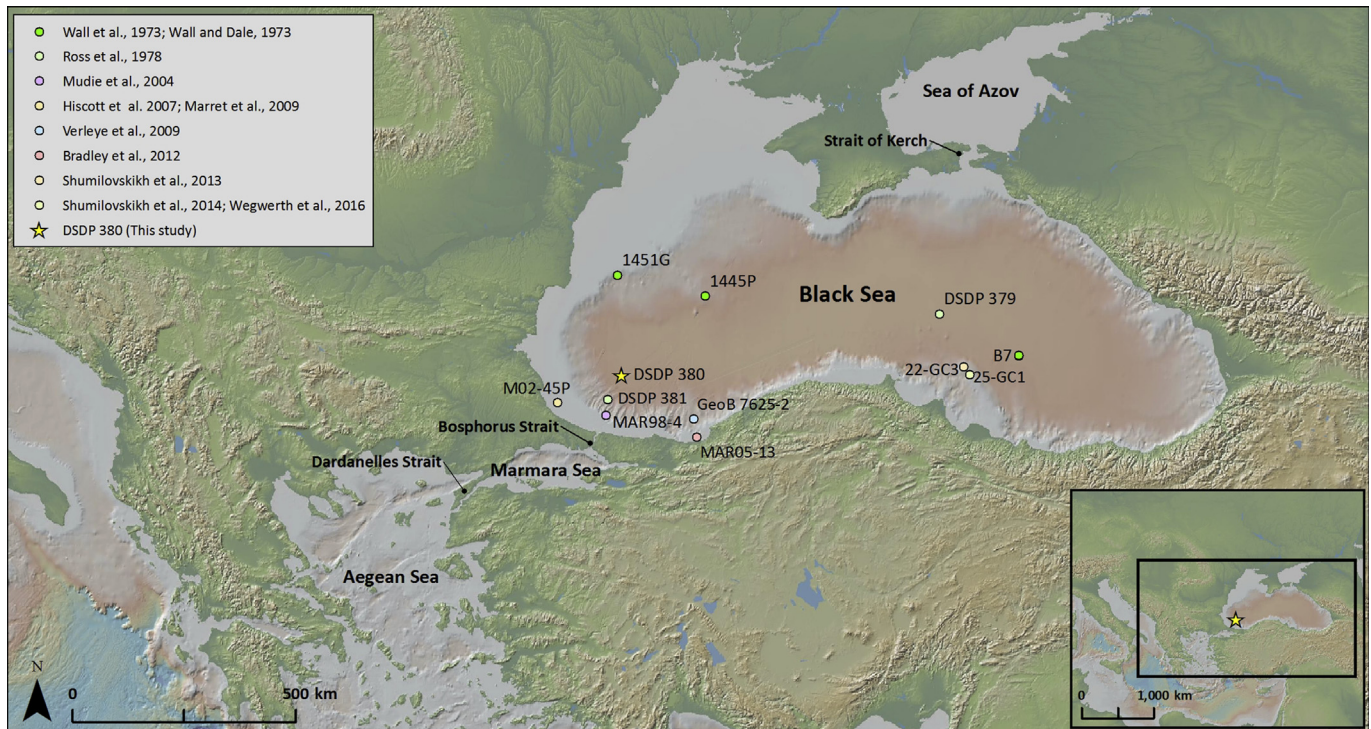 Wall et al., 1973; Wall and Dale, 1973
Ross et al., 1978
Mudie et al., 2004
Hiscott et al. 2007; Marret et al., 2009
Verleye et al., 2009
Bradley et al., 2012
Shumilovskikh et al., 2013
Shumilovskikh et al., 2014; Wegwerth et al., 2016
DSDP 380 (This study)
Sea of Azov
Strait of Kerch
1451G
1445P
Black Sea
DSDP 379
B7
22-GC3
25-GC1
DSDP 380
M02-45P
DSDP 381
GeoB 7625-2
MAR98-4
Bosphorus Strait
MAR05-13
Dardanelles Strait
Marmara Sea
Aegean Sea
N
0
500 km
0
1,000 km